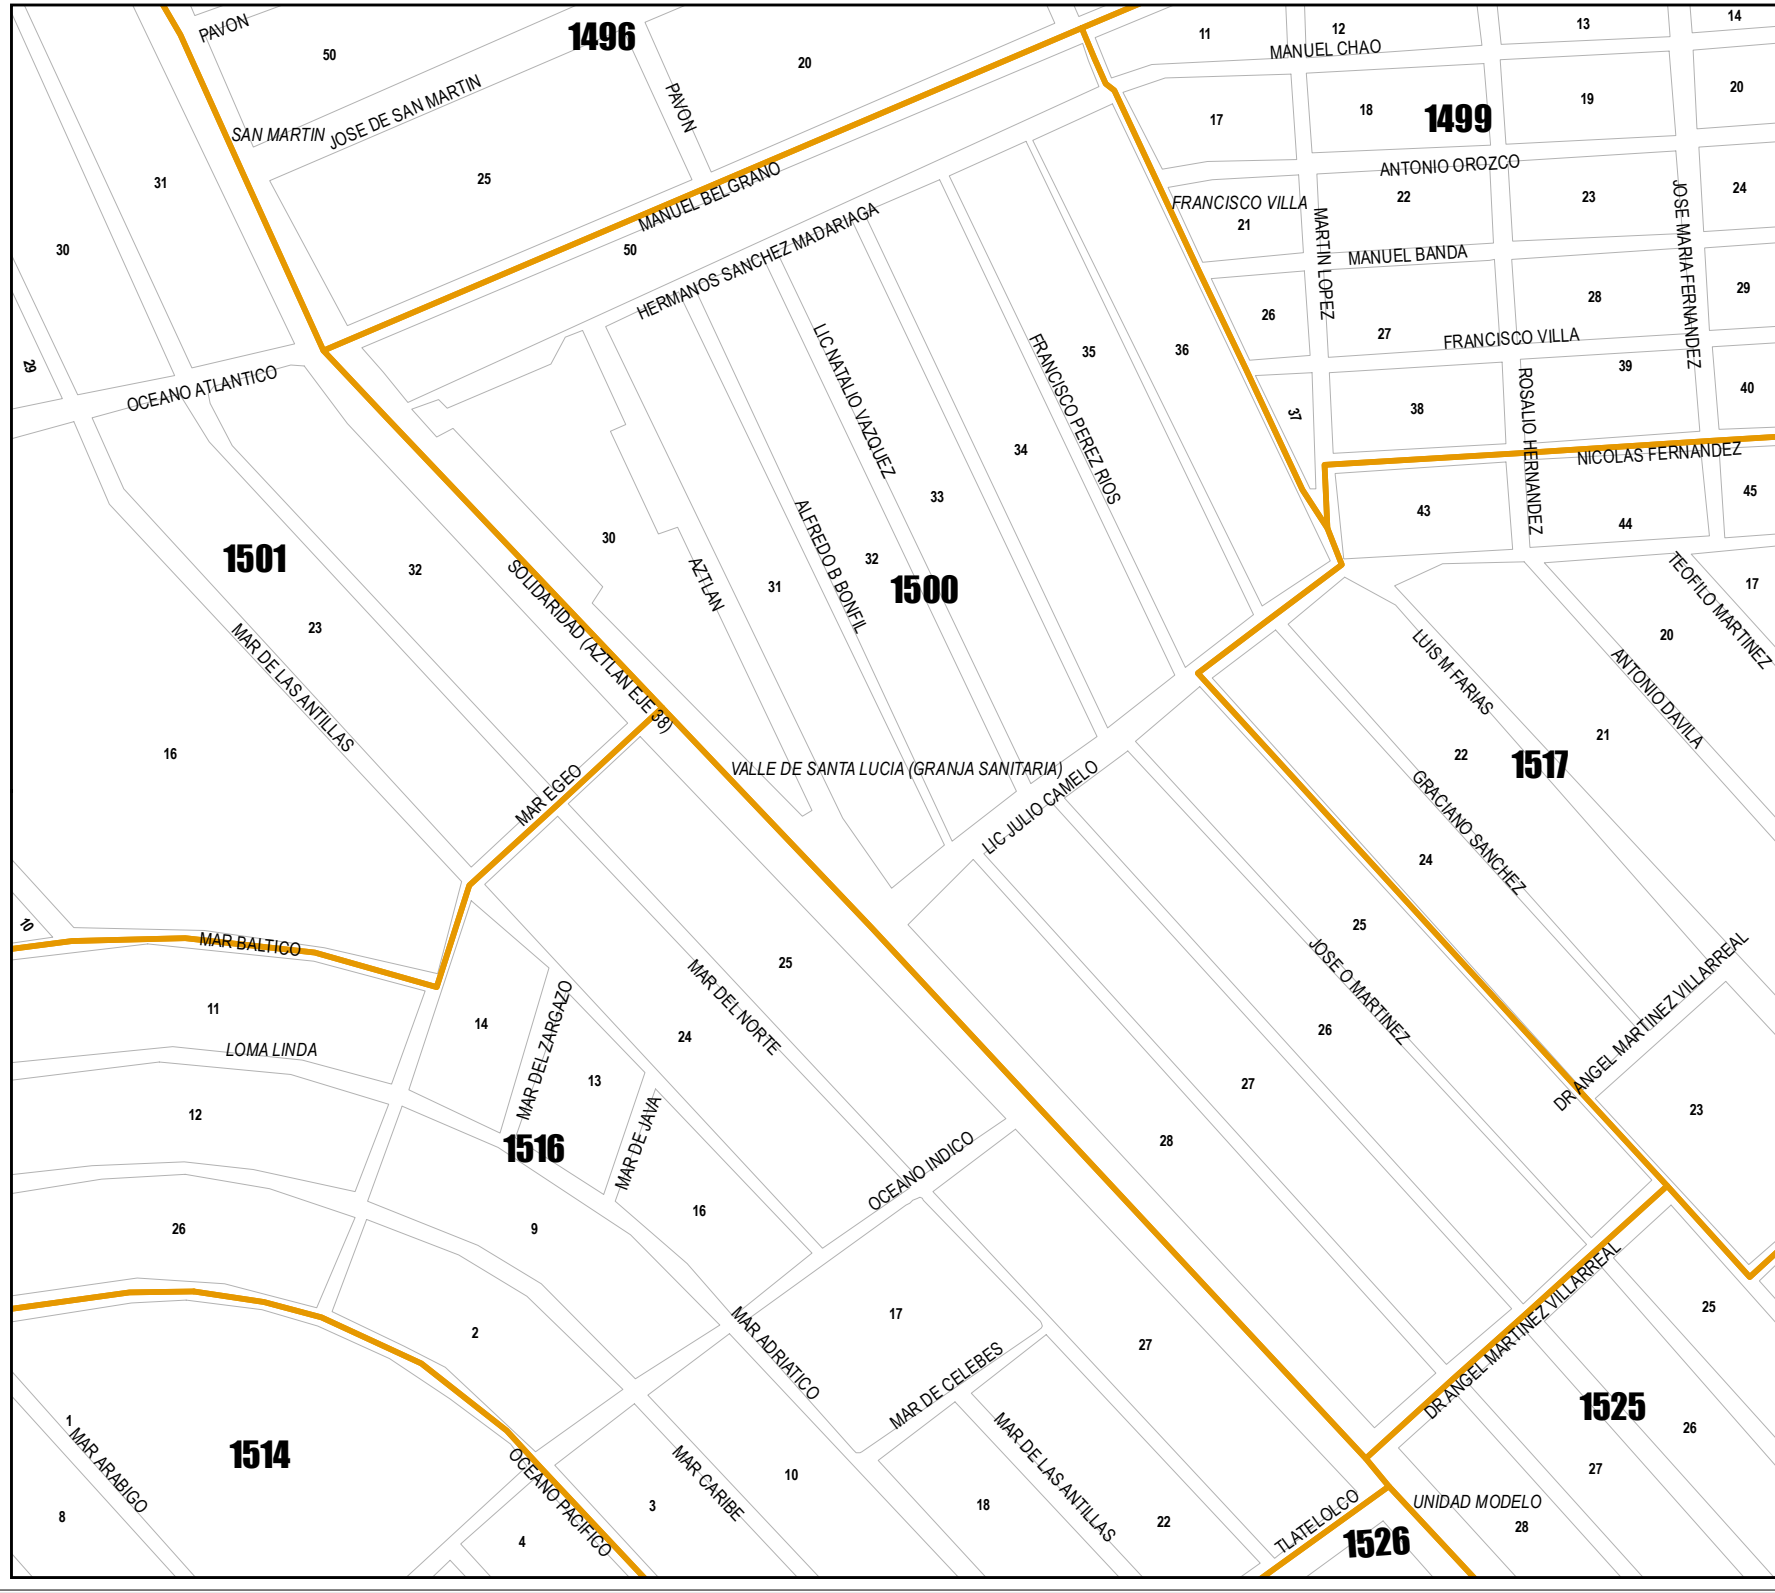 PAVON
50
1496
20
11
12
13
14
MANUEL CHAO
SAN MARTIN
JOSE DE SAN MARTIN
PAVON
17
18
1499
19
20
31
25
MANUEL BELGRANO
ANTONIO OROZCO
FRANCISCO VILLA
21
22
23
24
JOSE MARIA FERNANDEZ
30
50
HERMANOS SANCHEZ MADARIAGA
MARTIN LOPEZ
MANUEL BANDA
26
27
28
29
FRANCISCO VILLA
29
OCEANO ATLANTICO
LIC NATALIO VAZQUEZ
FRANCISCO PEREZ RIOS
35
36
37
38
ROSALIO HERNANDEZ
39
40
34
NICOLAS FERNANDEZ
33
43
44
45
1501
32
30
SOLIDARIDAD (AZTLAN EJE 38)
AZTLAN
31
ALFREDO B BONFIL
32
1500
TEOFILO MARTINEZ
17
23
MAR DE LAS ANTILLAS
LUIS M FARIAS
20
ANTONIO DAVILA
16
MAR EGEO
VALLE DE SANTA LUCIA (GRANJA SANITARIA)
LIC JULIO CAMELO
22
1517
21
GRACIANO SANCHEZ
24
10
MAR BALTICO
25
MAR DEL NORTE
25
JOSE O MARTINEZ
DR ANGEL MARTINEZ VILLARREAL
11
LOMA LINDA
14
MAR DEL ZARGAZO
24
26
13
27
12
MAR DE JAVA
23
1516
28
OCEANO INDICO
26
9
16
DR ANGEL MARTINEZ VILLARREAL
2
MAR ADRIATICO
17
27
25
MAR DE CELEBES
1525
1
MAR ARABIGO
1514
OCEANO PACIFICO
MAR CARIBE
10
MAR DE LAS ANTILLAS
26
27
8
4
3
18
22
TLATELOLCO
UNIDAD MODELO
28
1526